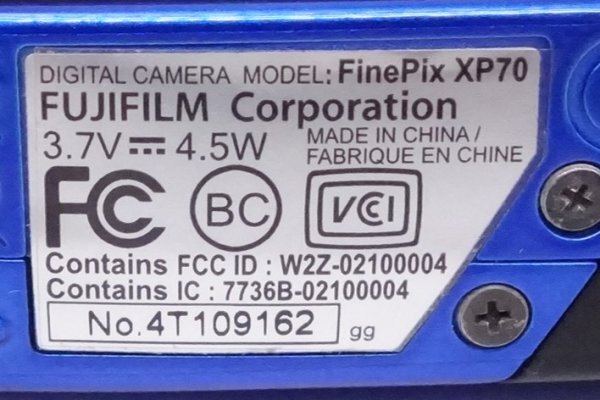 DIGITAL CAMERA MODEL: FinePix XP70
FUJIFILM Corporation
3.7V⎓4.5W
MADE IN CHINA /
FABRIQUE EN CHINE
FC BC VCCI
Contains FCC ID : W2Z-02100004
Contains IC : 7736B-02100004
No.4T109162 gg